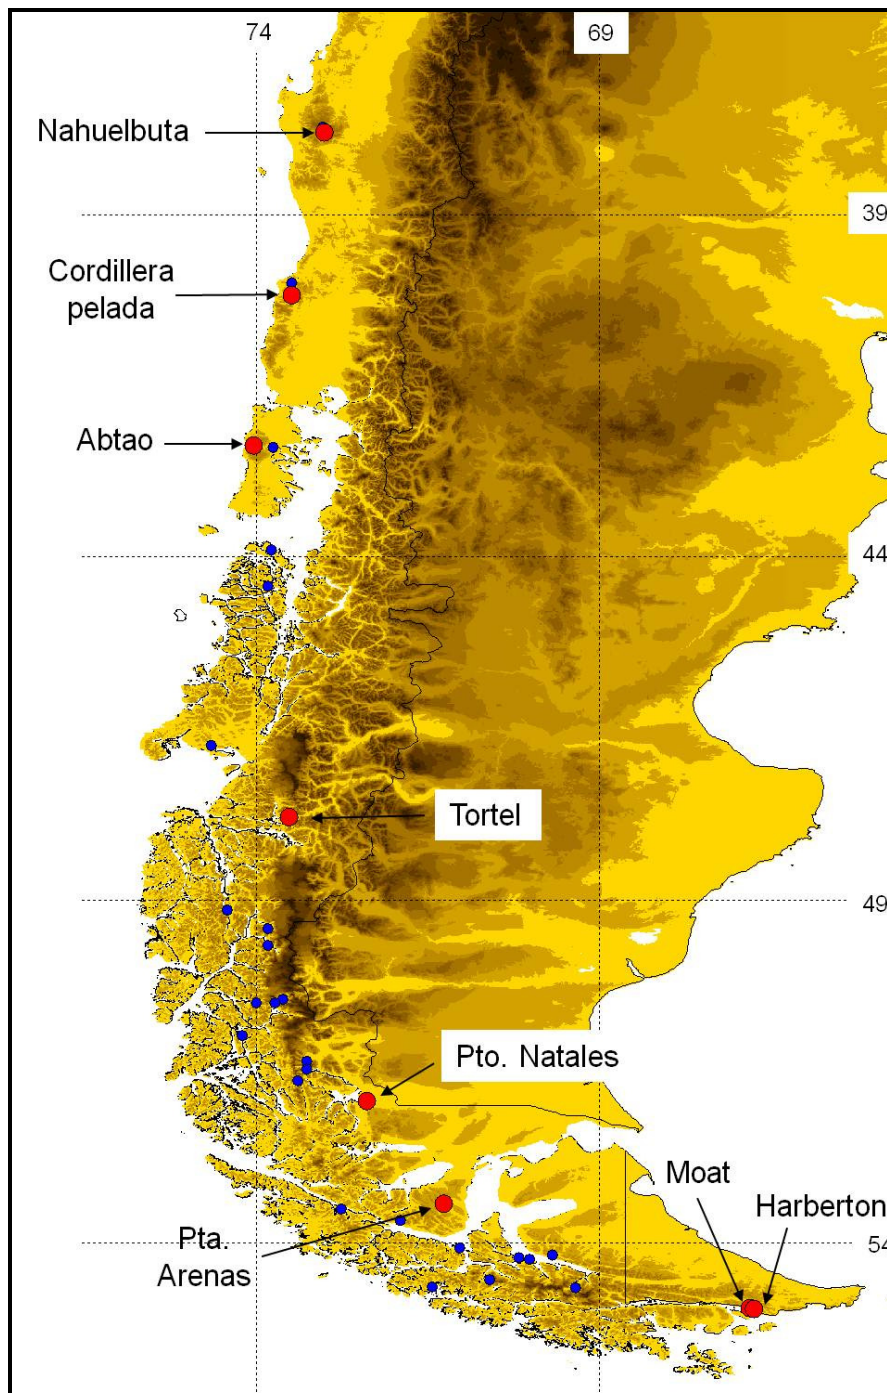 74
69
Nahuelbuta
39
Cordillera
pelada
Abtao
44
Tortel
49
Pto. Natales
Moat
Harberton
Pta.
Arenas
54